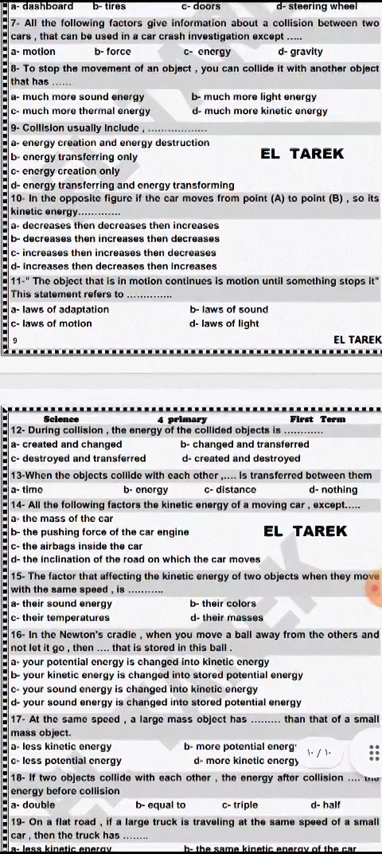 a- dashboard b- tires c- doors d- steering wheel
7- All the following factors give information about a collision between two
cars , that can be used in a car crash investigation except .....
a- motion b- force c- energy d- gravity
8- To stop the movement of an object , you can collide it with another object
that has ......
a- much more sound energy b- much more light energy
c- much more thermal energy d- much more kinetic energy
9- Collision usually include , ..................
a- energy creation and energy destruction
b- energy transferring only
EL TAREK
c- energy creation only
d- energy transferring and energy transforming
10- In the opposite figure if the car moves from point (A) to point (B) , so its
kinetic energy.............
a- decreases then decreases then increases
b- decreases then increases then decreases
c- increases then increases then decreases
d- increases then decreases then increases
11-" The object that is in motion continues is motion until something stops it"
This statement refers to ...............
a- laws of adaptation b- laws of sound
c- laws of motion d- laws of light
9 EL TAREK
Science 4 primary First Term
12- During collision , the energy of the collided objects is ............
a- created and changed b- changed and transferred
c- destroyed and transferred d- created and destroyed
13-When the objects collide with each other ,.... is transferred between them
a- time b- energy c- distance d- nothing
14- All the following factors the kinetic energy of a moving car , except.....
a- the mass of the car
b- the pushing force of the car engine
EL TAREK
c- the airbags inside the car
d- the inclination of the road on which the car moves
15- The factor that affecting the kinetic energy of two objects when they move
with the same speed , is ...........
a- their sound energy b- their colors
c- their temperatures d- their masses
16- In the Newton's cradle , when you move a ball away from the others and
not let it go , then .... that is stored in this ball .
a- your potential energy is changed into kinetic energy
b- your kinetic energy is changed into stored potential energy
c- your sound energy is changed into kinetic energy
d- your sound energy is changed into stored potential energy
17- At the same speed , a large mass object has ......... than that of a small
mass object.
a- less kinetic energy b- more potential energy
c- less potential energy d- more kinetic energy
١٠ / ١٠
18- If two objects collide with each other , the energy after collision .... the
energy before collision
a- double b- equal to c- triple d- half
19- On a flat road , if a large truck is traveling at the same speed of a small
car , then the truck has ........
a- less kinetic energy b- the same kinetic energy of the car